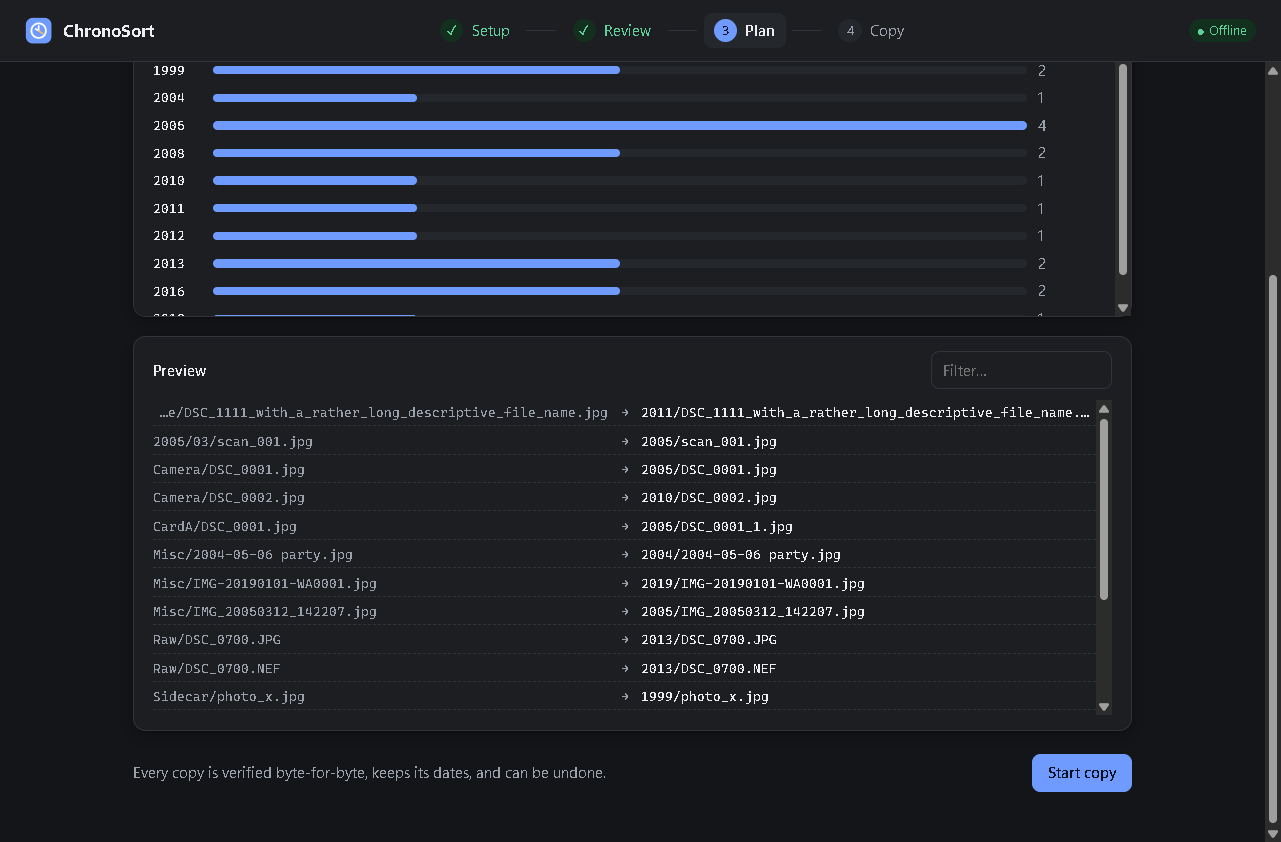 ChronoSort
✓ Setup
✓ Review
3 Plan
4 Copy
Offline
1999 2
2004 1
2005 4
2008 2
2010 1
2011 1
2012 1
2013 2
2016 2
Preview
Filter...
…e/DSC_1111_with_a_rather_long_descriptive_file_name.jpg → 2011/DSC_1111_with_a_rather_long_descriptive_file_name.…
2005/03/scan_001.jpg → 2005/scan_001.jpg
Camera/DSC_0001.jpg → 2005/DSC_0001.jpg
Camera/DSC_0002.jpg → 2010/DSC_0002.jpg
CardA/DSC_0001.jpg → 2005/DSC_0001_1.jpg
Misc/2004-05-06 party.jpg → 2004/2004-05-06 party.jpg
Misc/IMG-20190101-WA0001.jpg → 2019/IMG-20190101-WA0001.jpg
Misc/IMG_20050312_142207.jpg → 2005/IMG_20050312_142207.jpg
Raw/DSC_0700.JPG → 2013/DSC_0700.JPG
Raw/DSC_0700.NEF → 2013/DSC_0700.NEF
Sidecar/photo_x.jpg → 1999/photo_x.jpg
Every copy is verified byte-for-byte, keeps its dates, and can be undone.
Start copy